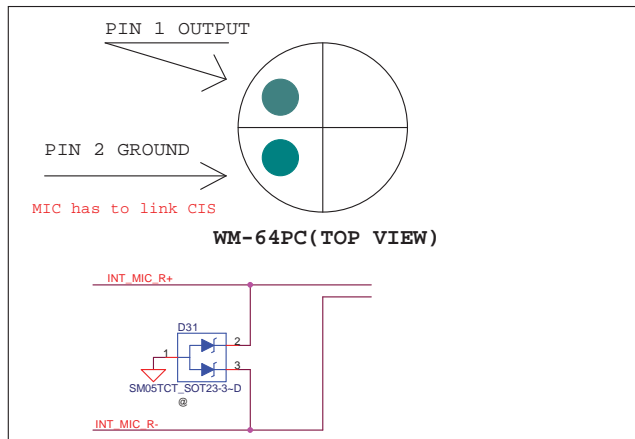 PIN 1 OUTPUT
PIN 2 GROUND
MIC has to link CIS
WM-64PC(TOP VIEW)
INT_MIC_R+
D31
2
1
3
SM05TCT_SOT23-3~D
@
INT_MIC_R-